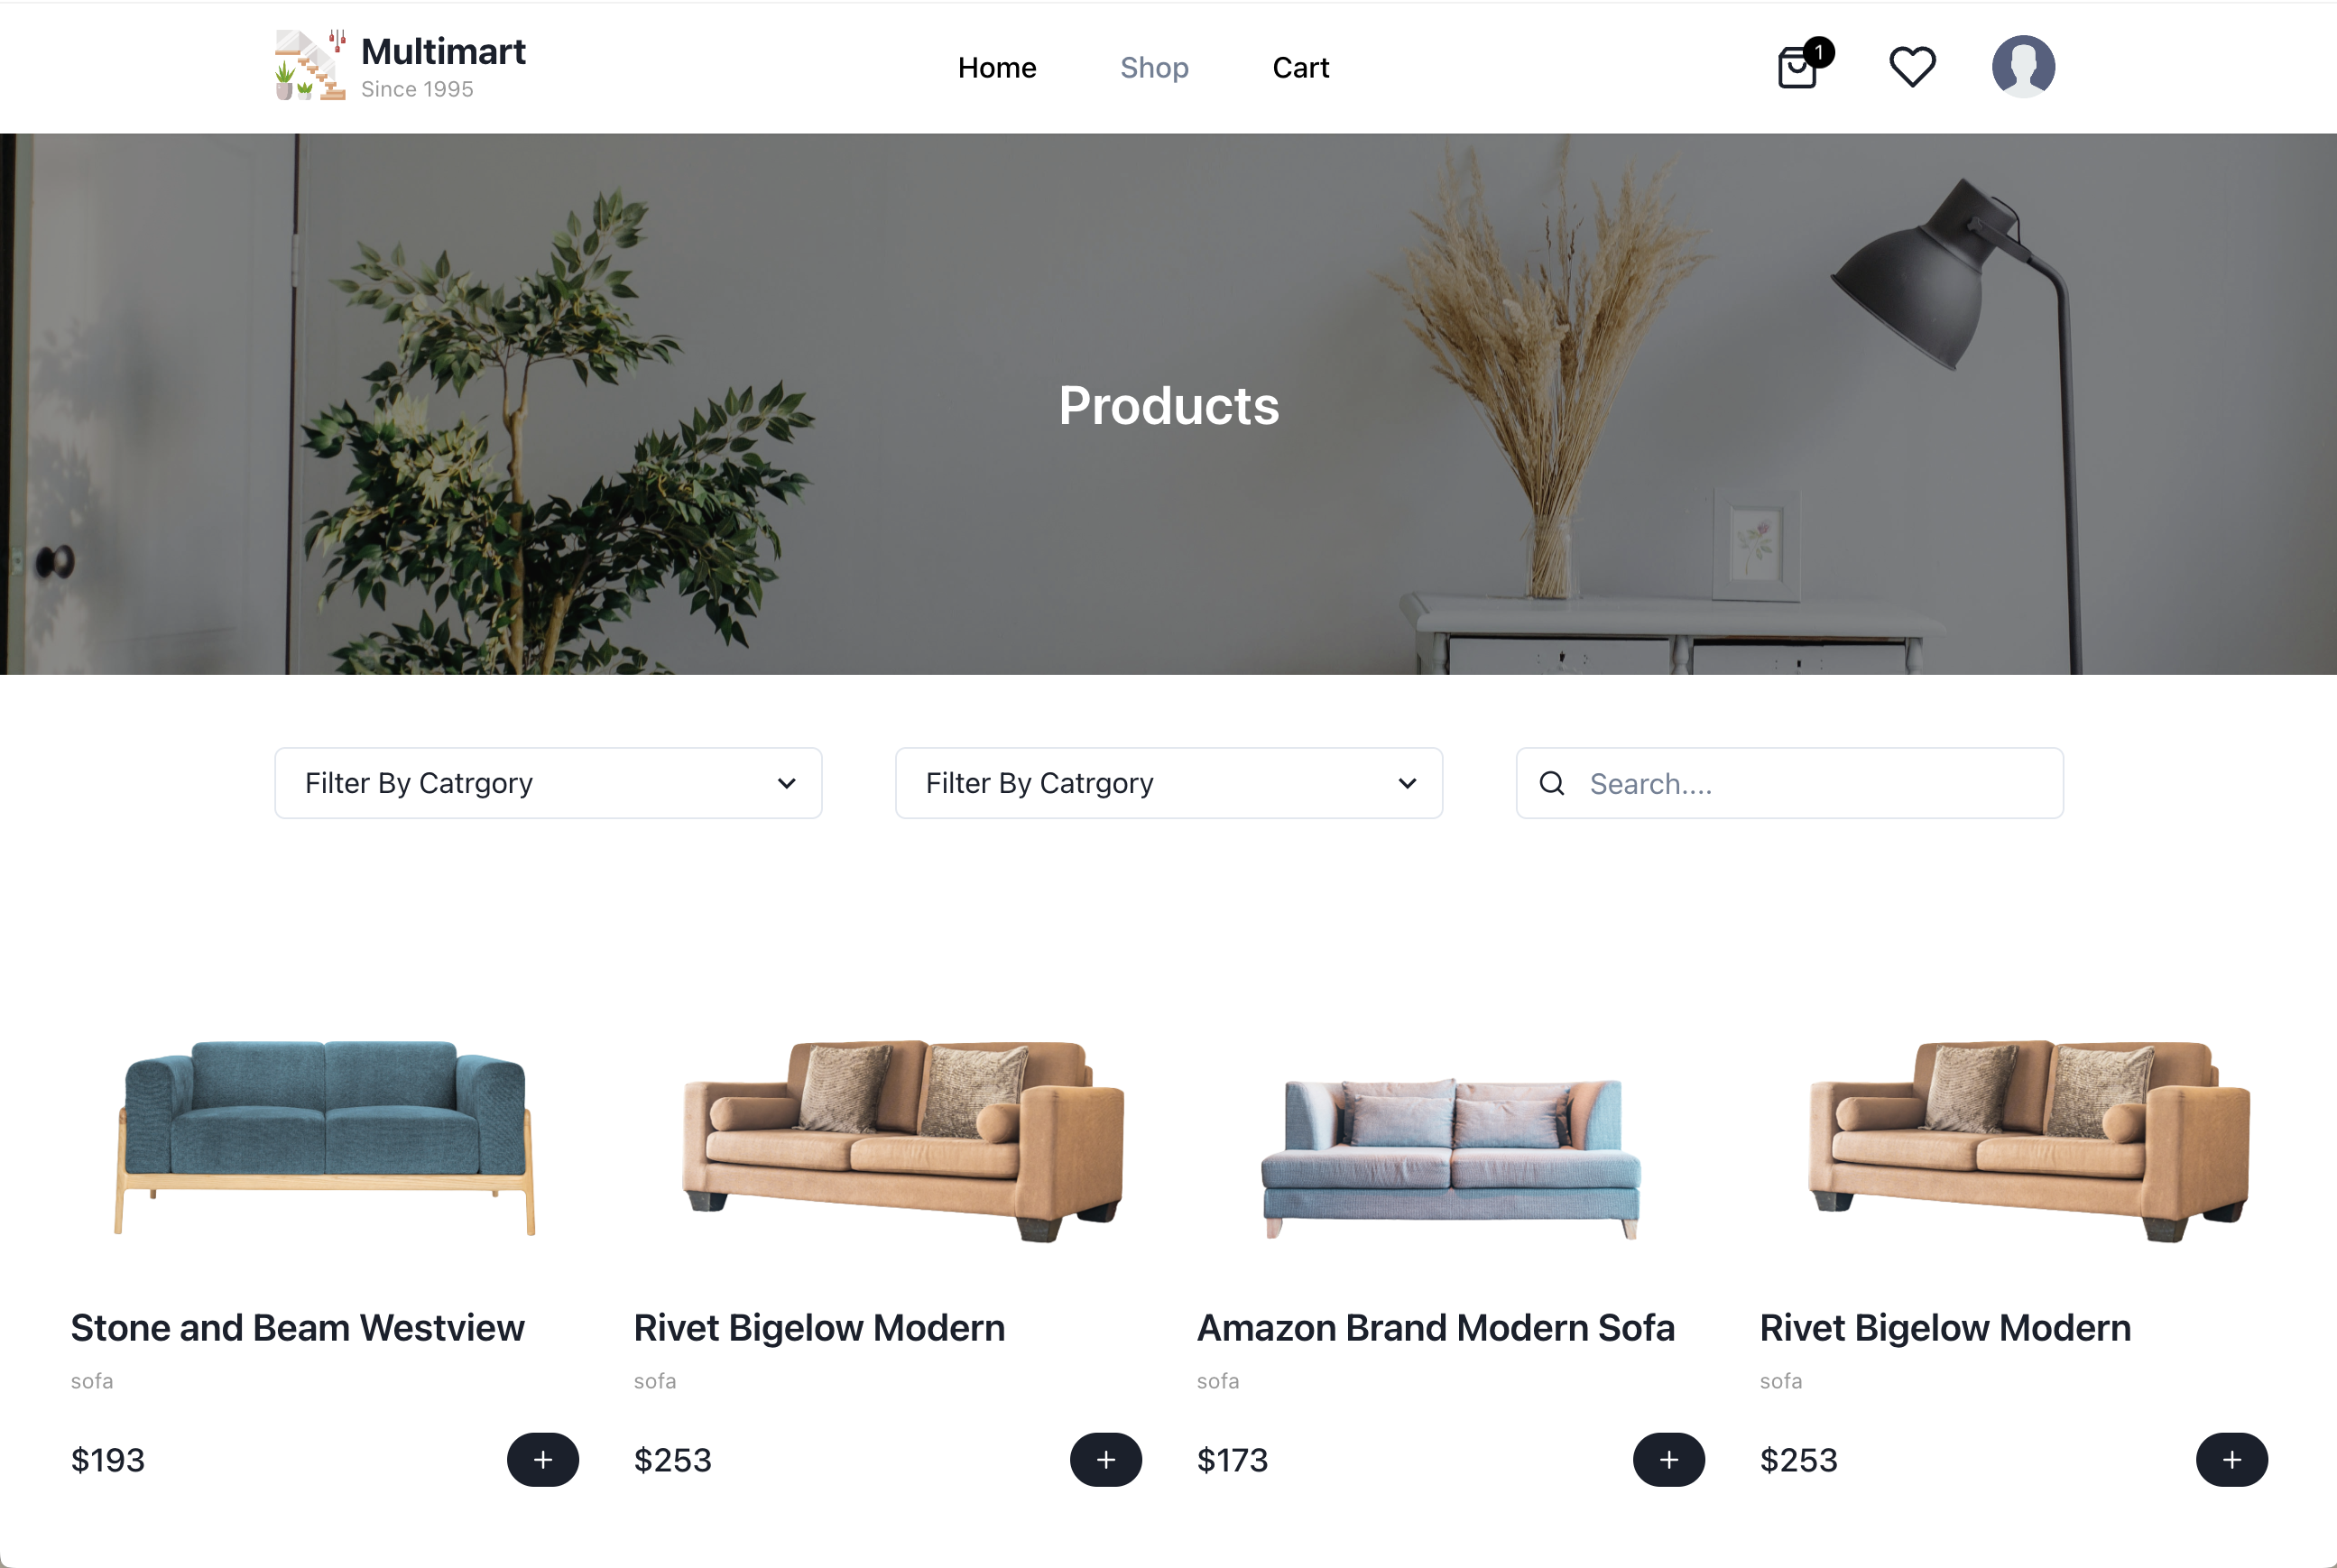 Multimart
Since 1995
Home
Shop
Cart
1
Products
Filter By Catrgory
Filter By Catrgory
Search....
Stone and Beam Westview
sofa
$193
+
Rivet Bigelow Modern
sofa
$253
+
Amazon Brand Modern Sofa
sofa
$173
+
Rivet Bigelow Modern
sofa
$253
+